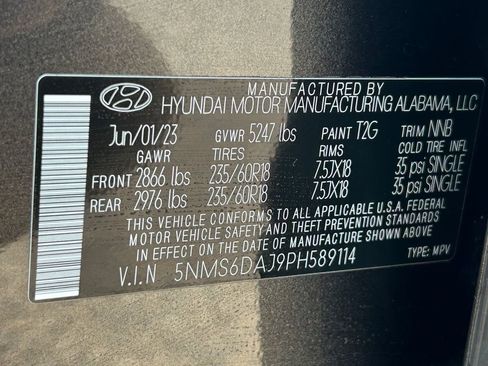 MANUFACTURED BY
HYUNDAI MOTOR MANUFACTURING ALABAMA, LLC
Jun/01/23 GVWR 5247 lbs PAINT T2G TRIM NNB
GAWR TIRES RIMS COLD TIRE INFL
FRONT 2866 lbs 235/60R18 7.5JX18 35 psi SINGLE
REAR 2976 lbs 235/60R18 7.5JX18 35 psi SINGLE
THIS VEHICLE CONFORMS TO ALL APPLICABLE U.S.A. FEDERAL
MOTOR VEHICLE SAFETY AND THEFT PREVENTION STANDARDS
IN EFFECT ON THE DATE OF MANUFACTURE SHOWN ABOVE.
V.I.N 5NMS6DAJ9PH589114 TYPE: MPV